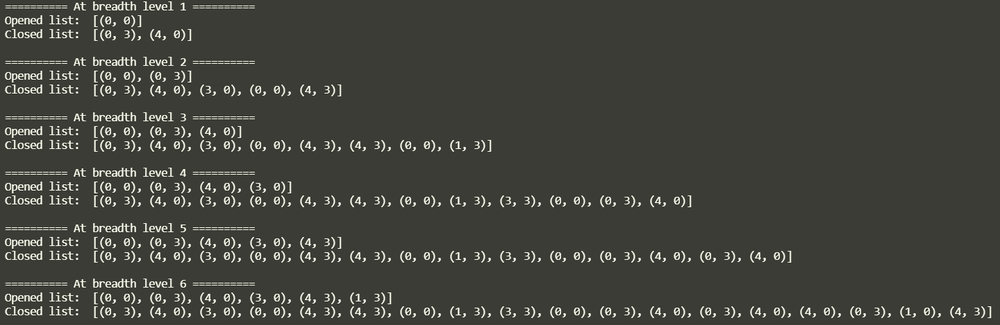 ========== At breadth level 1 ==========
Opened list:  [(0, 0)]
Closed list:  [(0, 3), (4, 0)]

========== At breadth level 2 ==========
Opened list:  [(0, 0), (0, 3)]
Closed list:  [(0, 3), (4, 0), (3, 0), (0, 0), (4, 3)]

========== At breadth level 3 ==========
Opened list:  [(0, 0), (0, 3), (4, 0)]
Closed list:  [(0, 3), (4, 0), (3, 0), (0, 0), (4, 3), (4, 3), (0, 0), (1, 3)]

========== At breadth level 4 ==========
Opened list:  [(0, 0), (0, 3), (4, 0), (3, 0)]
Closed list:  [(0, 3), (4, 0), (3, 0), (0, 0), (4, 3), (4, 3), (0, 0), (1, 3), (3, 3), (0, 0), (0, 3), (4, 0)]

========== At breadth level 5 ==========
Opened list:  [(0, 0), (0, 3), (4, 0), (3, 0), (4, 3)]
Closed list:  [(0, 3), (4, 0), (3, 0), (0, 0), (4, 3), (4, 3), (0, 0), (1, 3), (3, 3), (0, 0), (0, 3), (4, 0), (0, 3), (4, 0)]

========== At breadth level 6 ==========
Opened list:  [(0, 0), (0, 3), (4, 0), (3, 0), (4, 3), (1, 3)]
Closed list:  [(0, 3), (4, 0), (3, 0), (0, 0), (4, 3), (4, 3), (0, 0), (1, 3), (3, 3), (0, 0), (0, 3), (4, 0), (0, 3), (4, 0), (4, 0), (0, 3), (1, 0), (4, 3)]